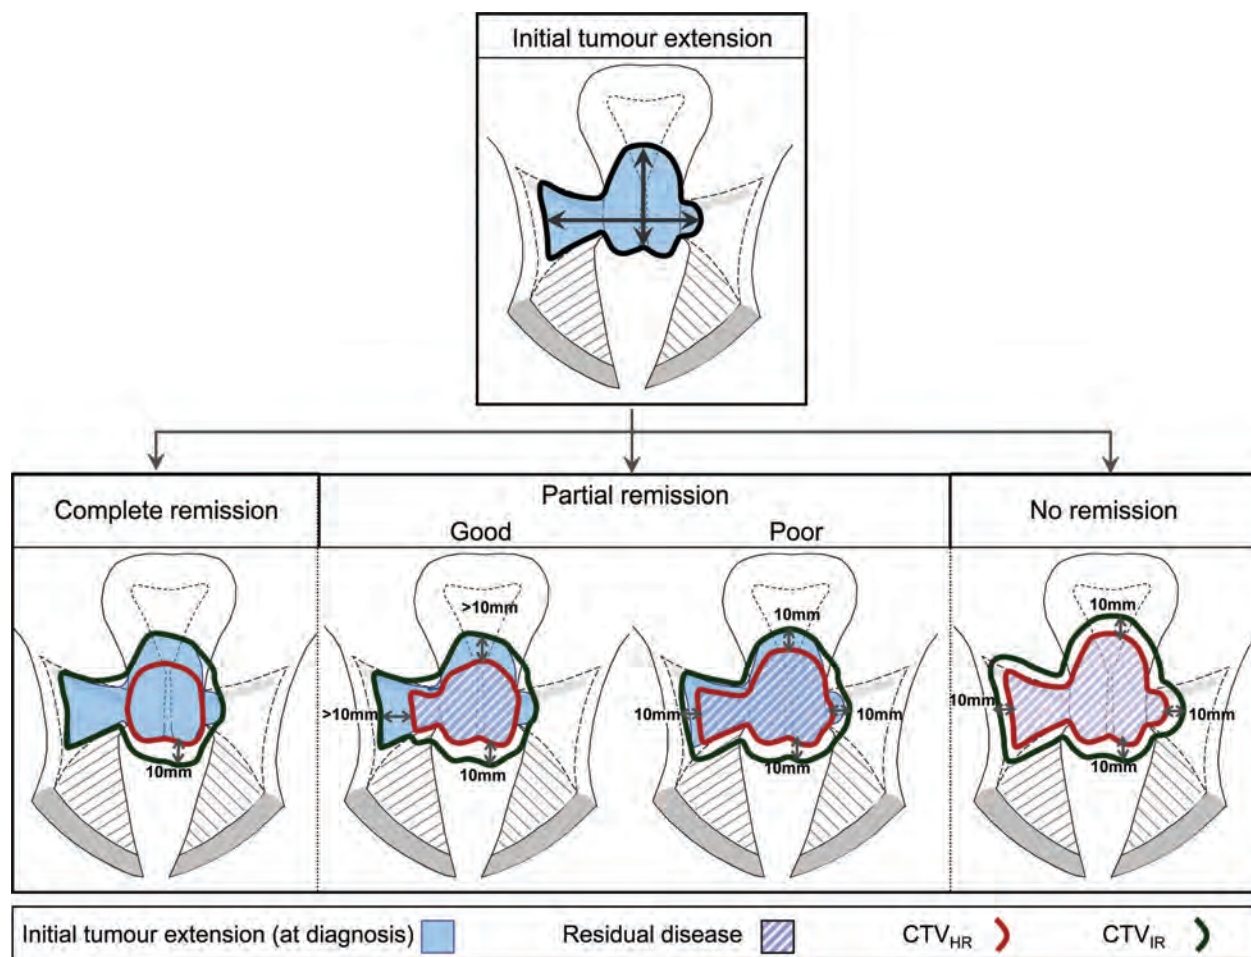 Initial tumour extension
Complete remission
Partial remission
Good
Poor
No remission
10mm
>10mm
>10mm
10mm
10mm
10mm
10mm
10mm
10mm
10mm
10mm
10mm
Initial tumour extension (at diagnosis)
Residual disease
CTVHR
CTVIR